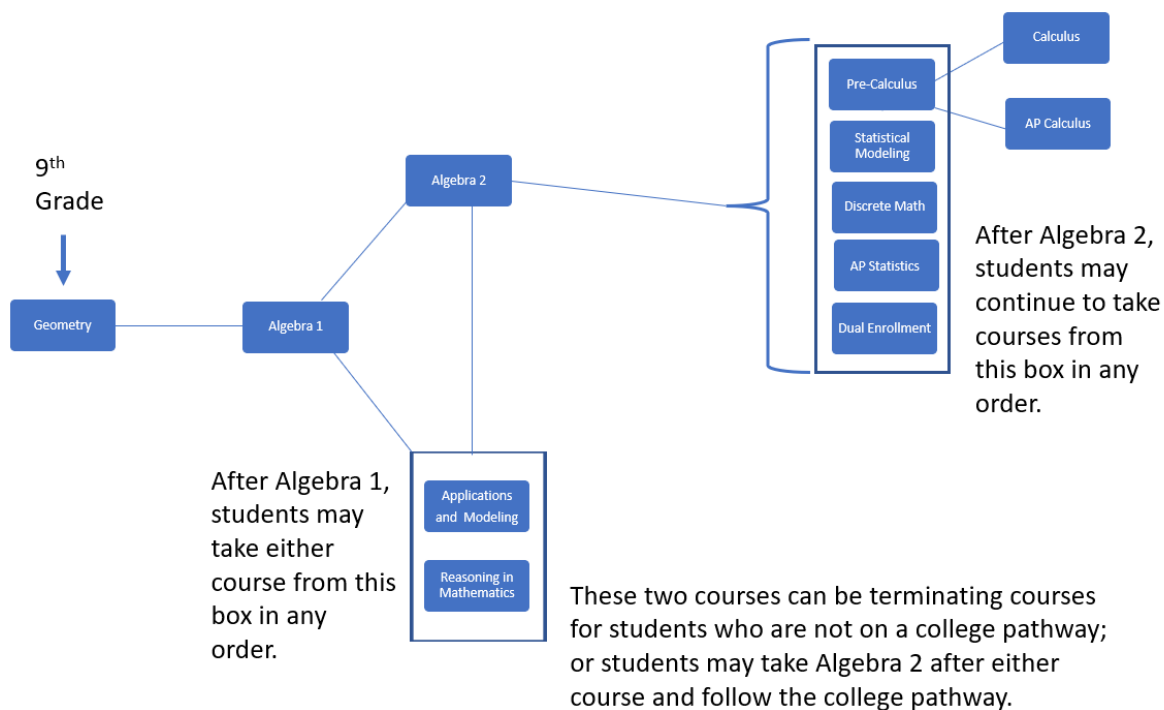 9th
Grade
Geometry
Algebra 1
Algebra 2
After Algebra 1,
students may
take either
course from this
box in any
order.
Applications
and Modeling
Reasoning in
Mathematics
These two courses can be terminating courses
for students who are not on a college pathway;
or students may take Algebra 2 after either
course and follow the college pathway.
Pre-Calculus
Statistical
Modeling
Discrete Math
AP Statistics
Dual Enrollment
Calculus
AP Calculus
After Algebra 2,
students may
continue to take
courses from
this box in any
order.